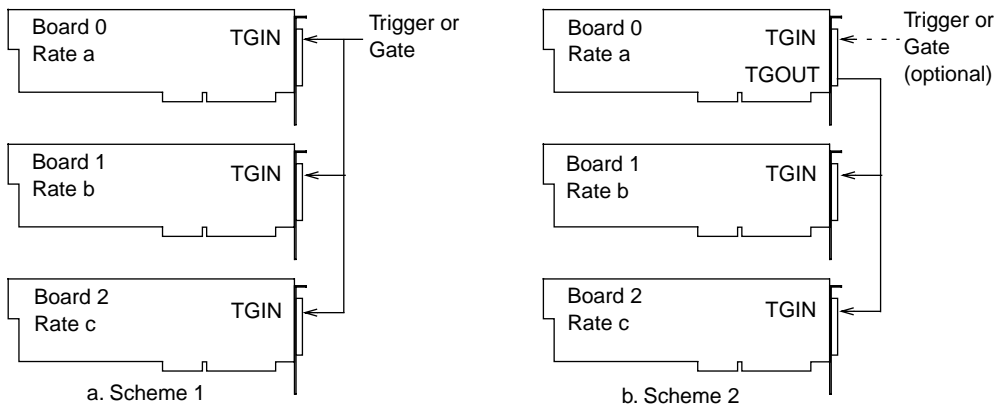 Board 0
Rate a
TGIN
Trigger or
Gate
Board 1
Rate b
TGIN
Board 2
Rate c
TGIN
a. Scheme 1
Board 0
Rate a
TGIN
TGOUT
Trigger or
Gate
(optional)
Board 1
Rate b
TGIN
Board 2
Rate c
TGIN
b. Scheme 2